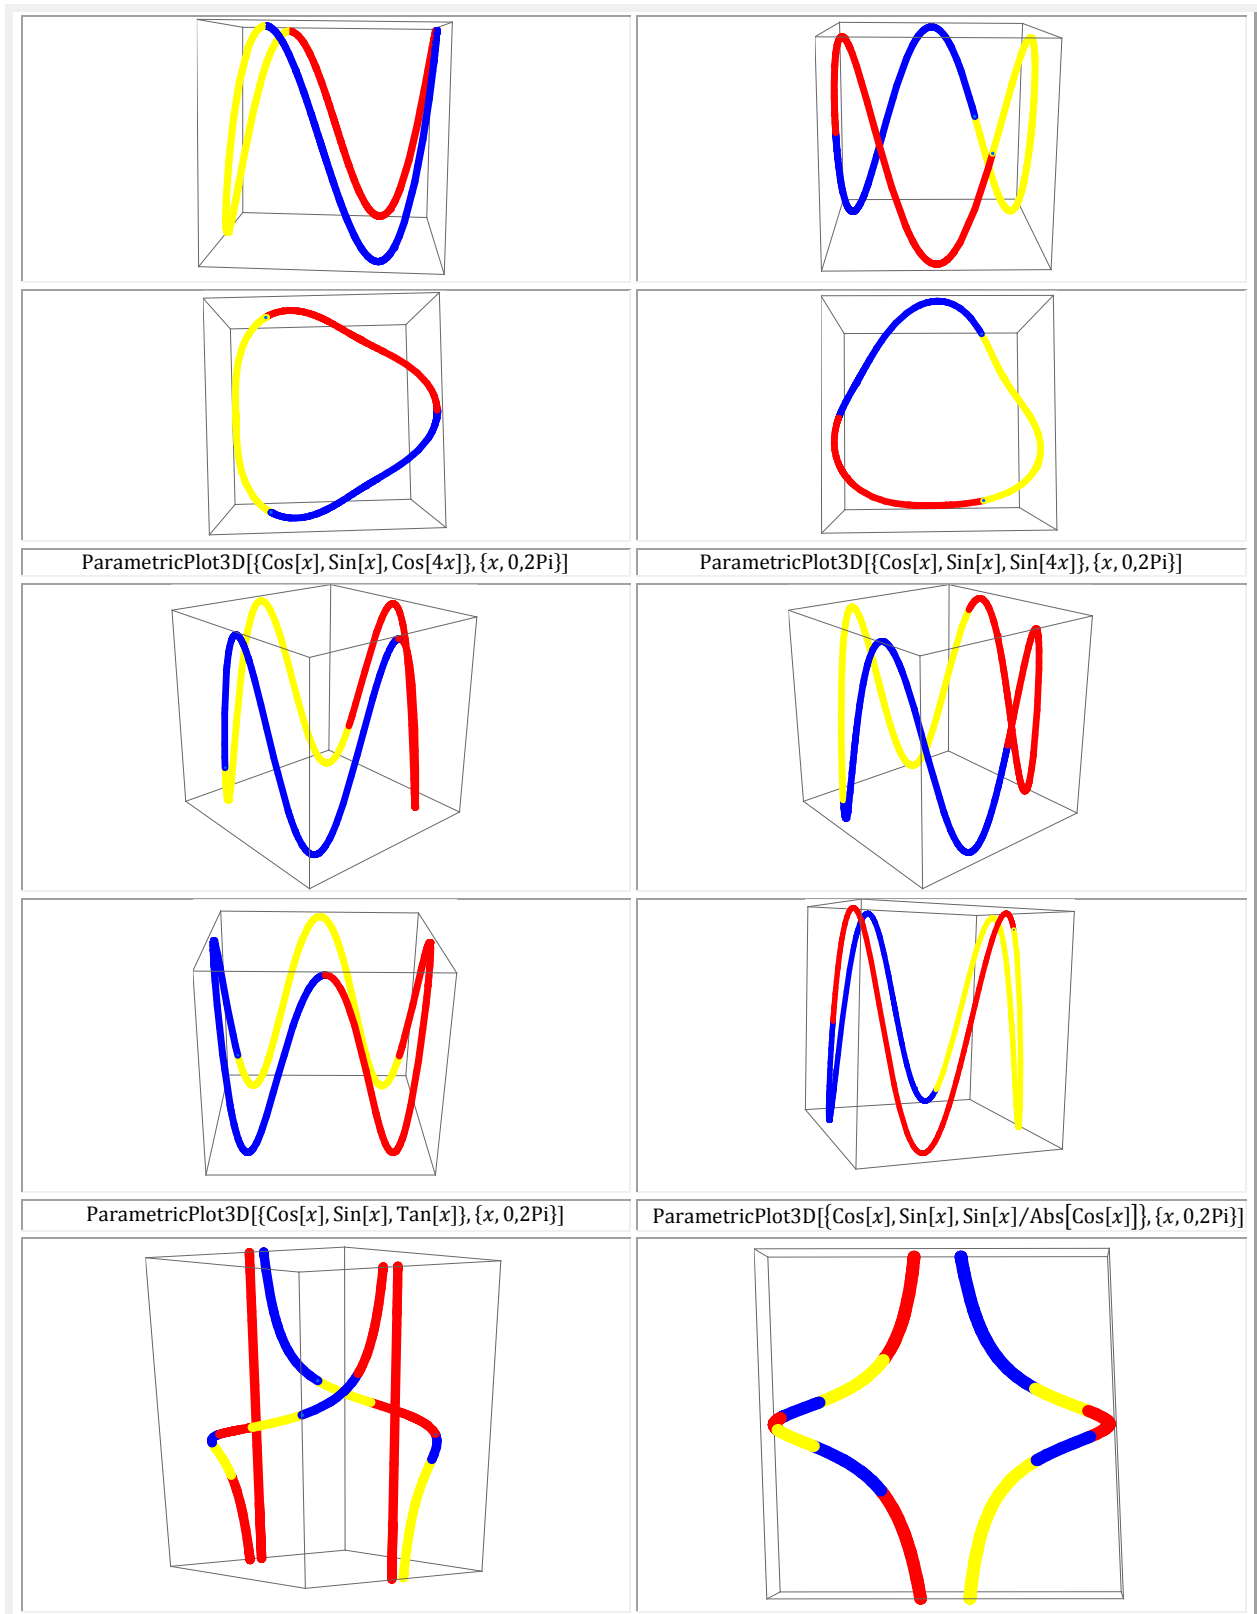 ParametricPlot3D[{Cos[x], Sin[x], Cos[4x]}, {x, 0,2Pi}]
ParametricPlot3D[{Cos[x], Sin[x], Sin[4x]}, {x, 0,2Pi}]
ParametricPlot3D[{Cos[x], Sin[x], Tan[x]}, {x, 0,2Pi}]
ParametricPlot3D[{Cos[x], Sin[x], Sin[x]/Abs[Cos[x]]}, {x, 0,2Pi}]